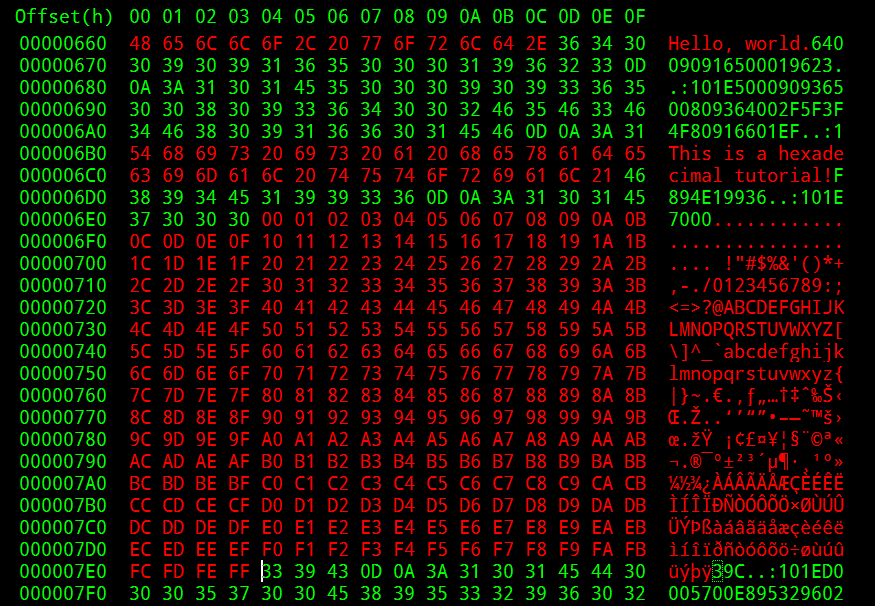 Offset(h) 00 01 02 03 04 05 06 07 08 09 0A 0B 0C 0D 0E 0F
00000660 48 65 6C 6C 6F 2C 20 77 6F 72 6C 64 2E 36 34 30 Hello, world.640
00000670 30 39 30 39 31 36 35 30 30 30 31 39 36 32 33 0D 090916500019623.
00000680 0A 3A 31 30 31 45 35 30 30 30 39 30 39 33 36 35 .:101E5000909365
00000690 30 30 38 30 39 33 36 34 30 30 32 46 35 46 33 46 00809364002F5F3F
000006A0 34 46 38 30 39 31 36 36 30 31 45 46 0D 0A 3A 31 4F80916601EF..:1
000006B0 54 68 69 73 20 69 73 20 61 20 68 65 78 61 64 65 This is a hexade
000006C0 63 69 6D 61 6C 20 74 75 74 6F 72 69 61 6C 21 46 cimal tutorial!F
000006D0 38 39 34 45 31 39 39 33 36 0D 0A 3A 31 30 31 45 894E19936..:101E
000006E0 37 30 30 30 00 01 02 03 04 05 06 07 08 09 0A 0B 7000............
000006F0 0C 0D 0E 0F 10 11 12 13 14 15 16 17 18 19 1A 1B ................
00000700 1C 1D 1E 1F 20 21 22 23 24 25 26 27 28 29 2A 2B .... !"#$%&'()*+
00000710 2C 2D 2E 2F 30 31 32 33 34 35 36 37 38 39 3A 3B ,-./0123456789:;
00000720 3C 3D 3E 3F 40 41 42 43 44 45 46 47 48 49 4A 4B <=>?@ABCDEFGHIJK
00000730 4C 4D 4E 4F 50 51 52 53 54 55 56 57 58 59 5A 5B LMNOPQRSTUVWXYZ[
00000740 5C 5D 5E 5F 60 61 62 63 64 65 66 67 68 69 6A 6B \]^_`abcdefghijk
00000750 6C 6D 6E 6F 70 71 72 73 74 75 76 77 78 79 7A 7B lmnopqrstuvwxyz{
00000760 7C 7D 7E 7F 80 81 82 83 84 85 86 87 88 89 8A 8B |}~.€.‚ƒ„…†‡ˆ‰Š‹
00000770 8C 8D 8E 8F 90 91 92 93 94 95 96 97 98 99 9A 9B Œ.Ž..‘’“”•–—˜™š›
00000780 9C 9D 9E 9F A0 A1 A2 A3 A4 A5 A6 A7 A8 A9 AA AB œ.žŸ ¡¢£¤¥¦§¨©ª«
00000790 AC AD AE AF B0 B1 B2 B3 B4 B5 B6 B7 B8 B9 BA BB ¬.®¯°±²³´µ¶·¸¹º»
000007A0 BC BD BE BF C0 C1 C2 C3 C4 C5 C6 C7 C8 C9 CA CB ¼½¾¿ÀÁÂÃÄÅÆÇÈÉÊË
000007B0 CC CD CE CF D0 D1 D2 D3 D4 D5 D6 D7 D8 D9 DA DB ÌÍÎÏÐÑÒÓÔÕÖ×ØÙÚÛ
000007C0 DC DD DE DF E0 E1 E2 E3 E4 E5 E6 E7 E8 E9 EA EB ÜÝÞßàáâãäåæçèéêë
000007D0 EC ED EE EF F0 F1 F2 F3 F4 F5 F6 F7 F8 F9 FA FB ìíîïðñòóôõö÷øùúû
000007E0 FC FD FE FF 33 39 43 0D 0A 3A 31 30 31 45 44 30 üýþÿ39C..:101ED0
000007F0 30 30 35 37 30 30 45 38 39 35 33 32 39 36 30 32 005700E895329602